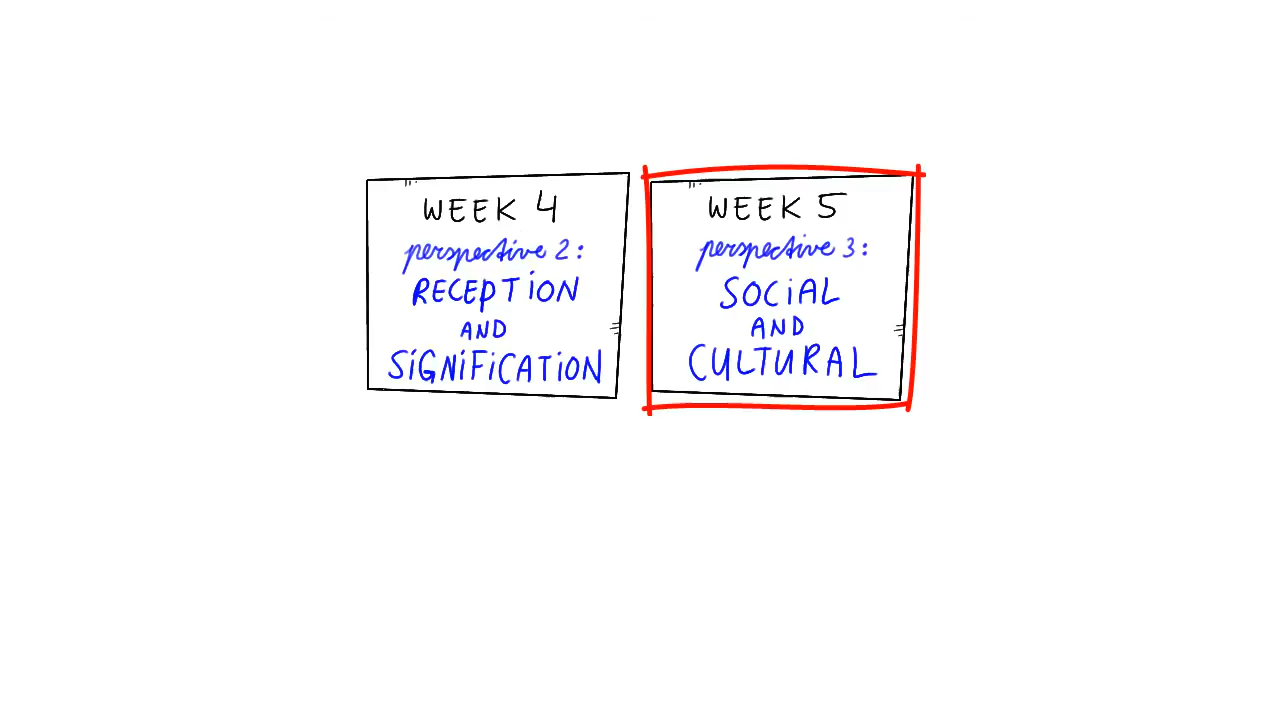 WEEK 4
perspective 2:
RECEPTION
AND
SIGNIFICATION
WEEK 5
perspective 3:
SOCIAL
AND
CULTURAL